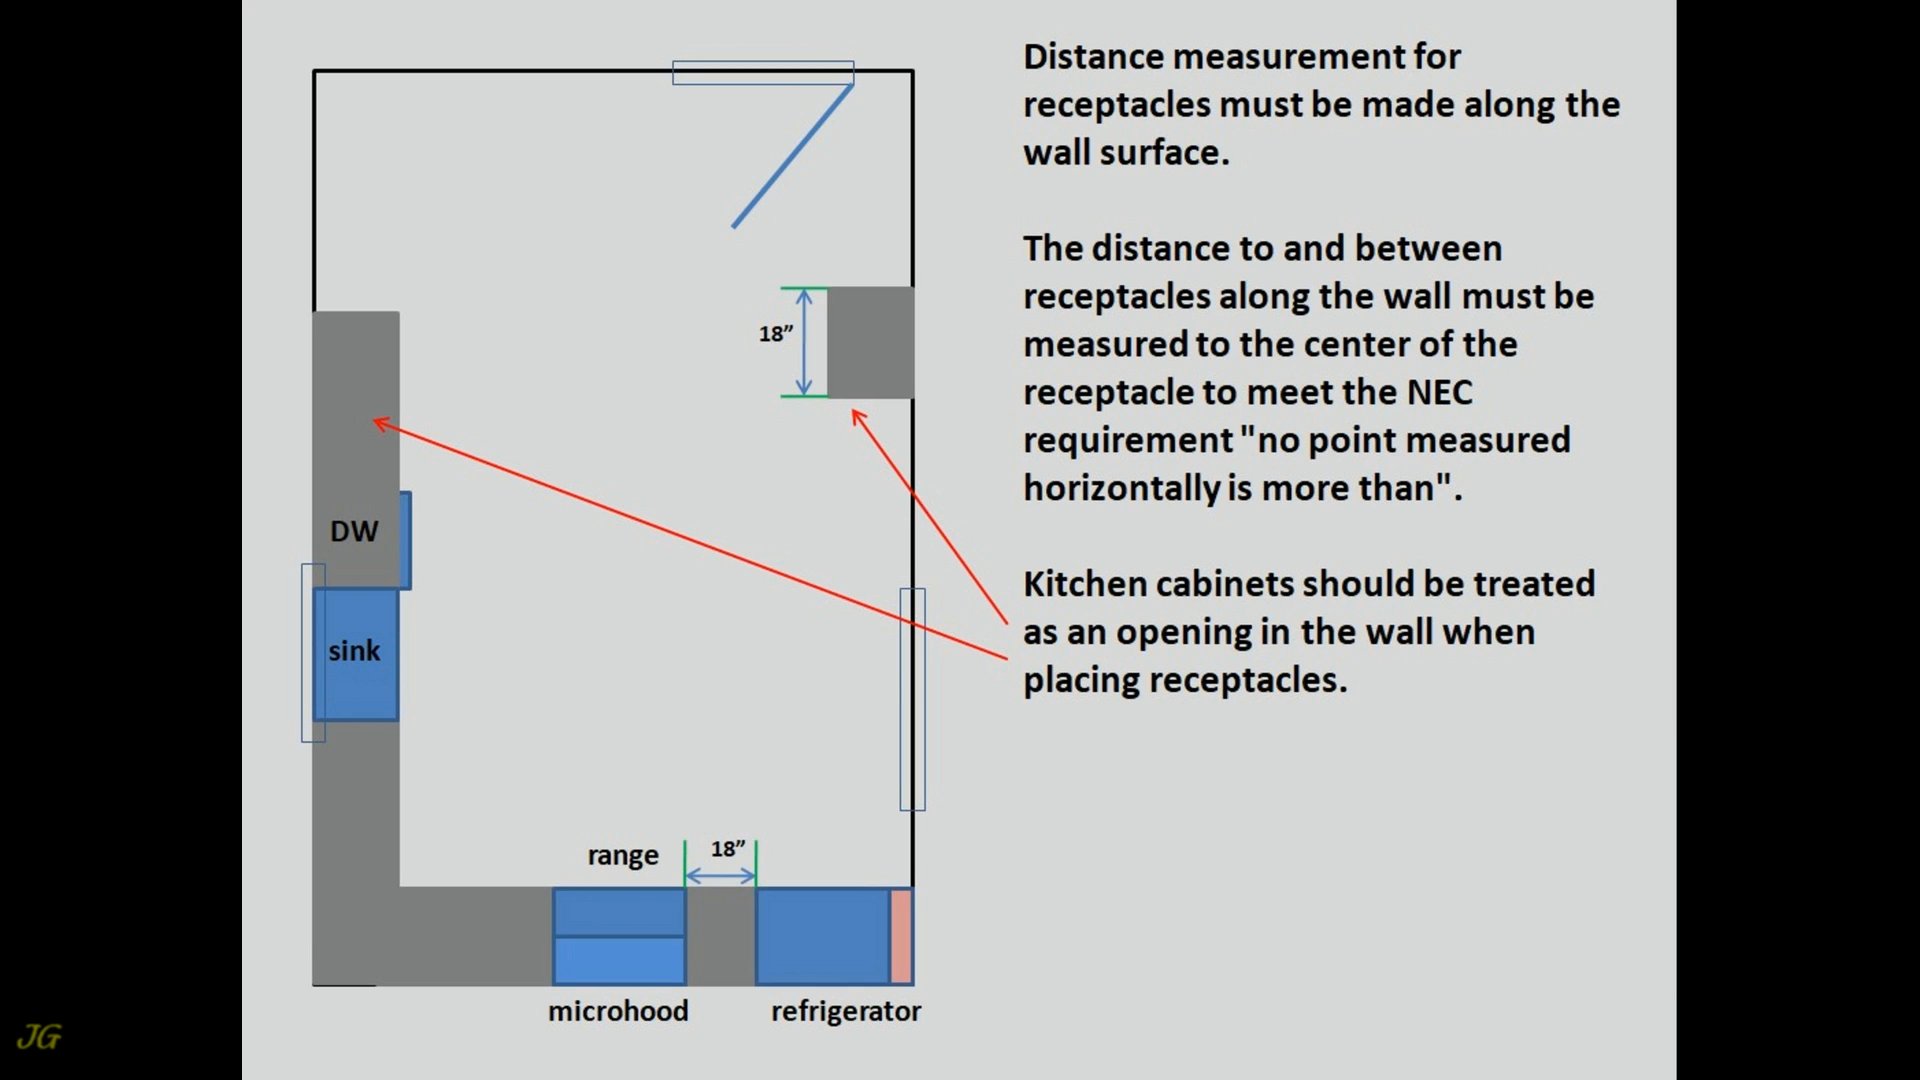 Distance measurement for
receptacles must be made along the
wall surface.
The distance to and between
receptacles along the wall must be
measured to the center of the
receptacle to meet the NEC
requirement "no point measured
horizontally is more than".
Kitchen cabinets should be treated
as an opening in the wall when
placing receptacles.
18”
DW
sink
range
18”
microhood
refrigerator
JG